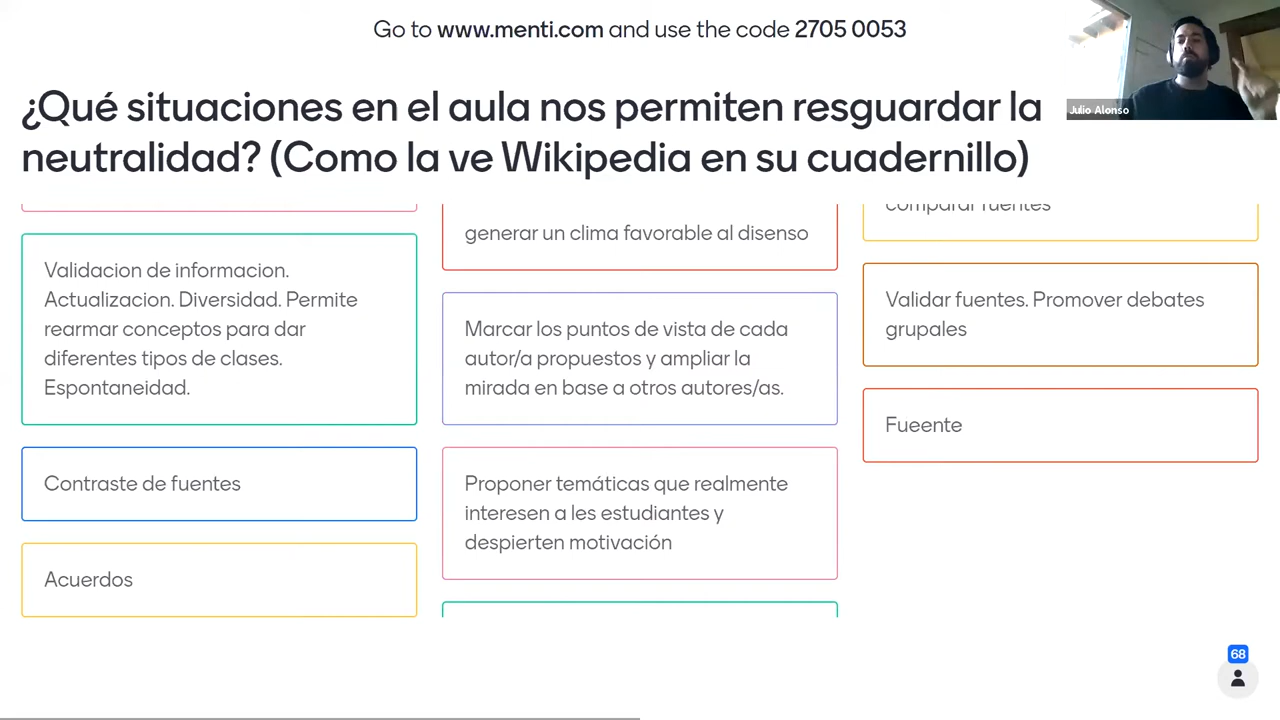 Go to www.menti.com and use the code 2705 0053
Julio Alonso
¿Qué situaciones en el aula nos permiten resguardar la
neutralidad? (Como la ve Wikipedia en su cuadernillo)
Validacion de informacion.
Actualizacion. Diversidad. Permite
rearmar conceptos para dar
diferentes tipos de clases.
Espontaneidad.
Contraste de fuentes
Acuerdos
generar un clima favorable al disenso
Marcar los puntos de vista de cada
autor/a propuestos y ampliar la
mirada en base a otros autores/as.
Proponer temáticas que realmente
interesen a les estudiantes y
despierten motivación
comparar fuentes
Validar fuentes. Promover debates
grupales
Fueente
68